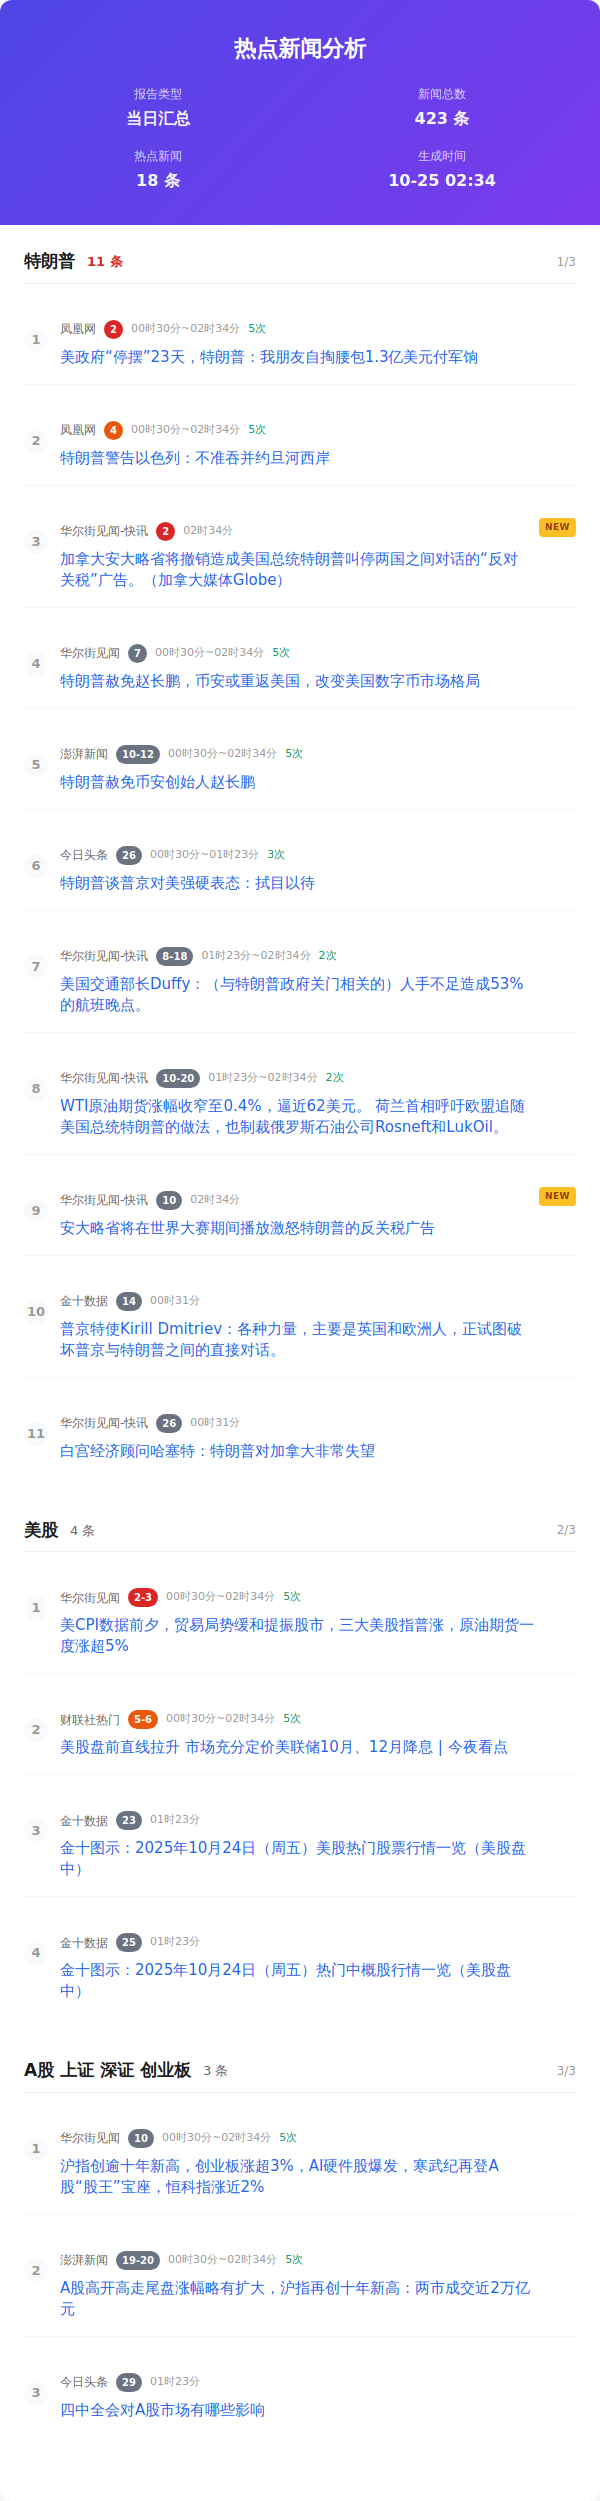 热点新闻分析
报告类型
新闻总数
当日汇总
423 条
热点新闻
生成时间
18 条
10-25 02:34
特朗普 11 条 1/3
1
凤凰网 2 00时30分~02时34分 5次
美政府“停摆”23天，特朗普：我朋友自掏腰包1.3亿美元付军饷
2
凤凰网 4 00时30分~02时34分 5次
特朗普警告以色列：不准吞并约旦河西岸
3
华尔街见闻-快讯 2 02时34分 NEW
加拿大安大略省将撤销造成美国总统特朗普叫停两国之间对话的“反对
关税”广告。（加拿大媒体Globe）
4
华尔街见闻 7 00时30分~02时34分 5次
特朗普赦免赵长鹏，币安或重返美国，改变美国数字币市场格局
5
澎湃新闻 10-12 00时30分~02时34分 5次
特朗普赦免币安创始人赵长鹏
6
今日头条 26 00时30分~01时23分 3次
特朗普谈普京对美强硬表态：拭目以待
7
华尔街见闻-快讯 8-18 01时23分~02时34分 2次
美国交通部长Duffy：（与特朗普政府关门相关的）人手不足造成53%
的航班晚点。
8
华尔街见闻-快讯 10-20 01时23分~02时34分 2次
WTI原油期货涨幅收窄至0.4%，逼近62美元。 荷兰首相呼吁欧盟追随
美国总统特朗普的做法，也制裁俄罗斯石油公司Rosneft和LukOil。
9
华尔街见闻-快讯 10 02时34分 NEW
安大略省将在世界大赛期间播放激怒特朗普的反关税广告
10
金十数据 14 00时31分
普京特使Kirill Dmitriev：各种力量，主要是英国和欧洲人，正试图破
坏普京与特朗普之间的直接对话。
11
华尔街见闻-快讯 26 00时31分
白宫经济顾问哈塞特：特朗普对加拿大非常失望
美股 4 条 2/3
1
华尔街见闻 2-3 00时30分~02时34分 5次
美CPI数据前夕，贸易局势缓和提振股市，三大美股指普涨，原油期货一
度涨超5%
2
财联社热门 5-6 00时30分~02时34分 5次
美股盘前直线拉升 市场充分定价美联储10月、12月降息 | 今夜看点
3
金十数据 23 01时23分
金十图示：2025年10月24日（周五）美股热门股票行情一览（美股盘
中）
4
金十数据 25 01时23分
金十图示：2025年10月24日（周五）热门中概股行情一览（美股盘
中）
A股 上证 深证 创业板 3 条 3/3
1
华尔街见闻 10 00时30分~02时34分 5次
沪指创逾十年新高，创业板涨超3%，AI硬件股爆发，寒武纪再登A
股“股王”宝座，恒科指涨近2%
2
澎湃新闻 19-20 00时30分~02时34分 5次
A股高开高走尾盘涨幅略有扩大，沪指再创十年新高：两市成交近2万亿
元
3
今日头条 29 01时23分
四中全会对A股市场有哪些影响